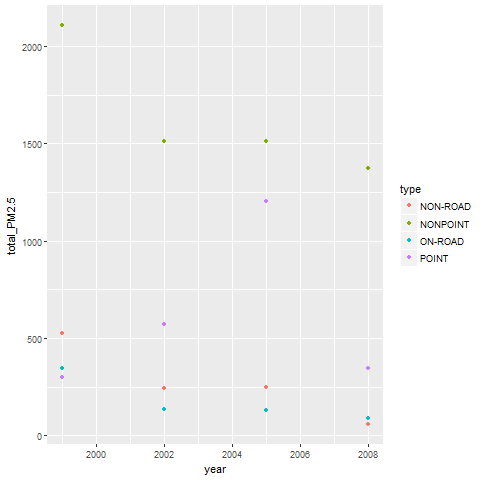 total_PM2.5
2000
1500
1000
500
0
2000
2002
2004
2006
2008
year
type
NON-ROAD
NONPOINT
ON-ROAD
POINT